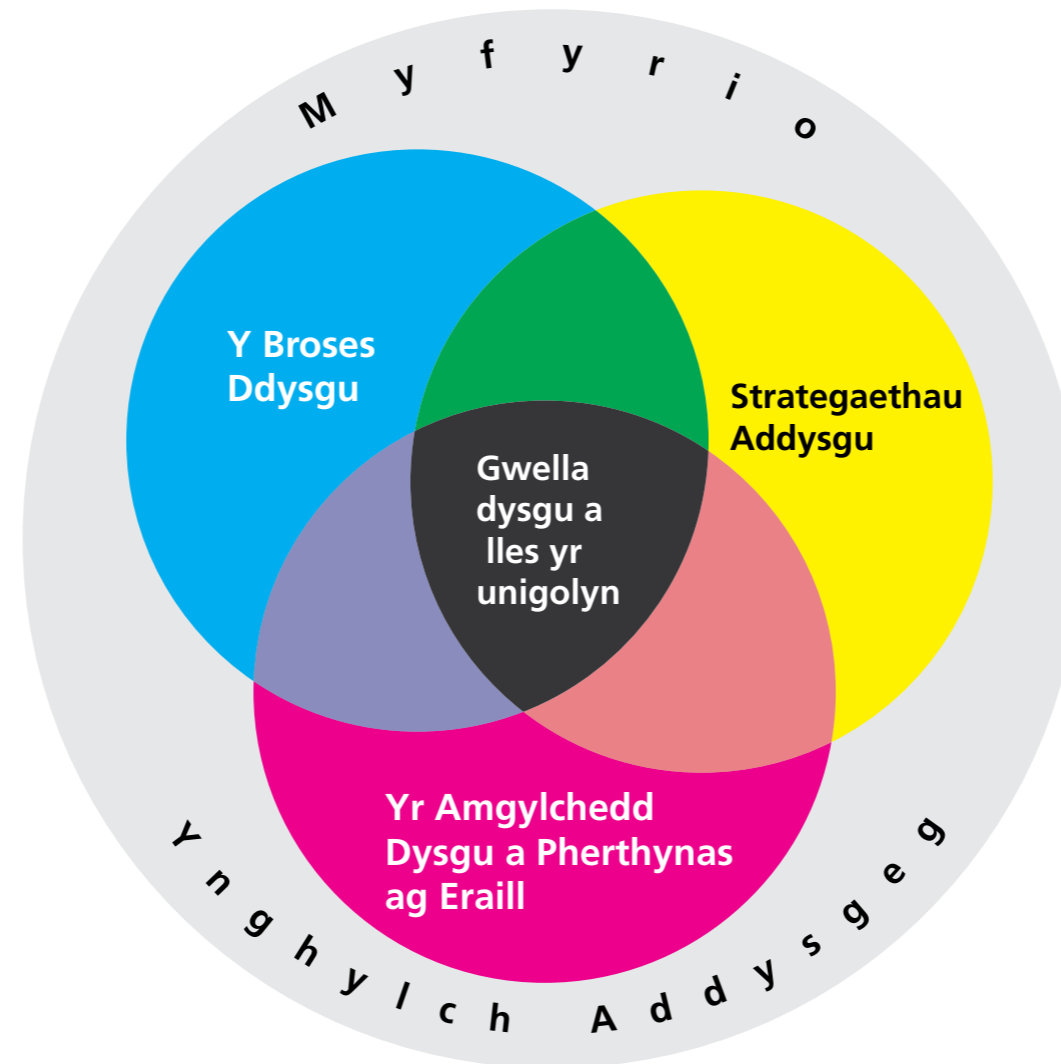 Myfyrio
Y Broses
Ddysgu
Strategaethau
Addysgu
Gwella
dysgu a
lles yr
unigolyn
Yr Amgylchedd
Dysgu a Pherthynas
ag Eraill
Ynghylch Addysgeg